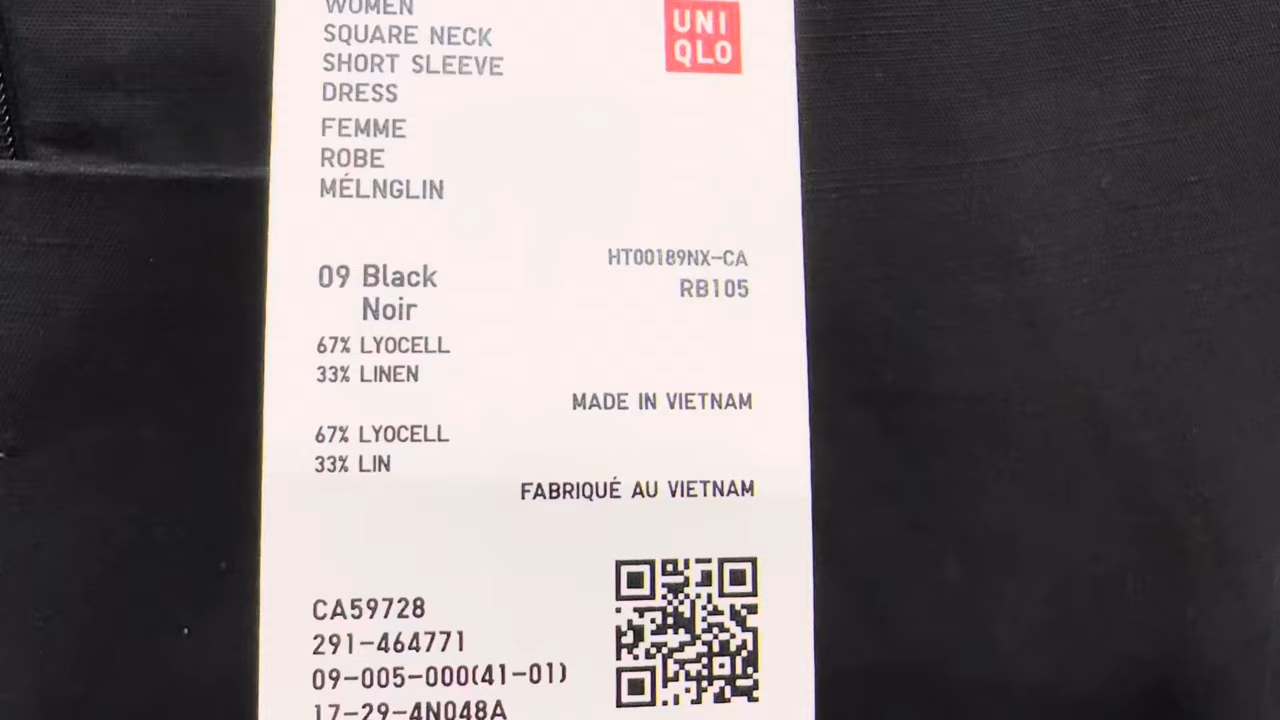 WOMEN
SQUARE NECK
SHORT SLEEVE
DRESS
FEMME
ROBE
MÉLNGLIN
UNI
QLO
HT00189NX-CA
RB105
09 Black
Noir
67% LYOCELL
33% LINEN
MADE IN VIETNAM
67% LYOCELL
33% LIN
FABRIQUÉ AU VIETNAM
CA59728
291-464771
09-005-000(41-01)
17-29-4N048A